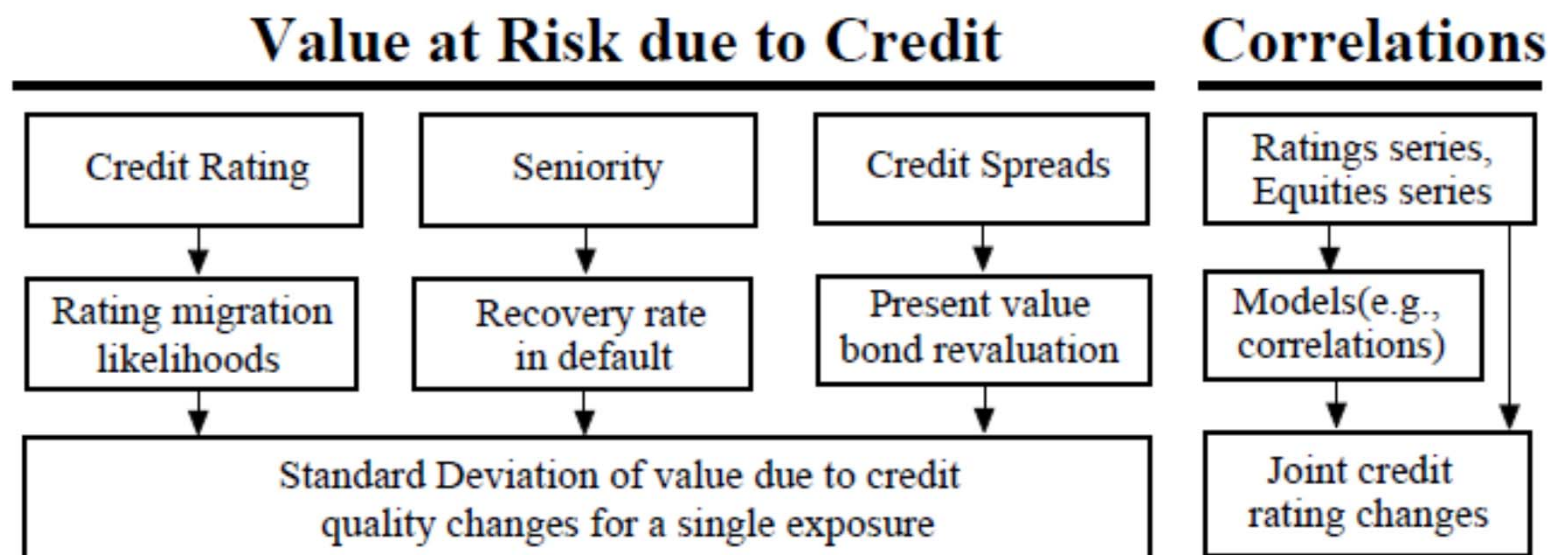 Value at Risk due to Credit
Correlations
Credit Rating
Seniority
Credit Spreads
Ratings series,
Equities series
Rating migration
likelihoods
Recovery rate
in default
Present value
bond revaluation
Models(e.g.,
correlations)
Standard Deviation of value due to credit
quality changes for a single exposure
Joint credit
rating changes